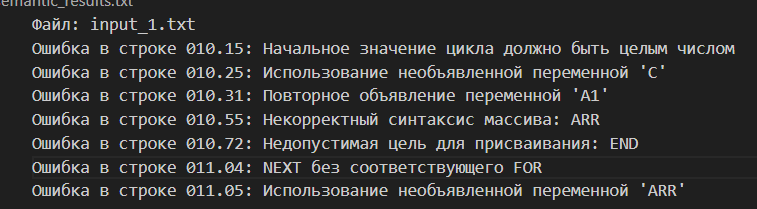 semantic_results.txt
Файл: input_1.txt
Ошибка в строке 010.15: Начальное значение цикла должно быть целым числом
Ошибка в строке 010.25: Использование необъявленной переменной 'C'
Ошибка в строке 010.31: Повторное объявление переменной 'A1'
Ошибка в строке 010.55: Некорректный синтаксис массива: ARR
Ошибка в строке 010.72: Недопустимая цель для присваивания: END
Ошибка в строке 011.04: NEXT без соответствующего FOR
Ошибка в строке 011.05: Использование необъявленной переменной 'ARR'